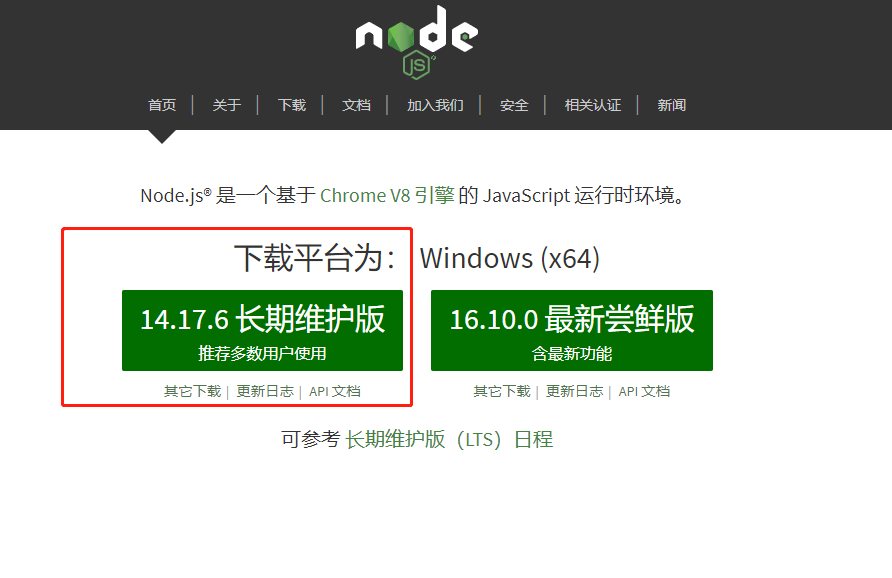 node
JS
首页 | 关于 | 下载 | 文档 | 加入我们 | 安全 | 相关认证 | 新闻
Node.js® 是一个基于 Chrome V8 引擎 的 JavaScript 运行时环境。
下载平台为： Windows (x64)
14.17.6 长期维护版
推荐多数用户使用
其它下载 | 更新日志 | API 文档
16.10.0 最新尝鲜版
含最新功能
其它下载 | 更新日志 | API 文档
可参考 长期维护版（LTS）日程